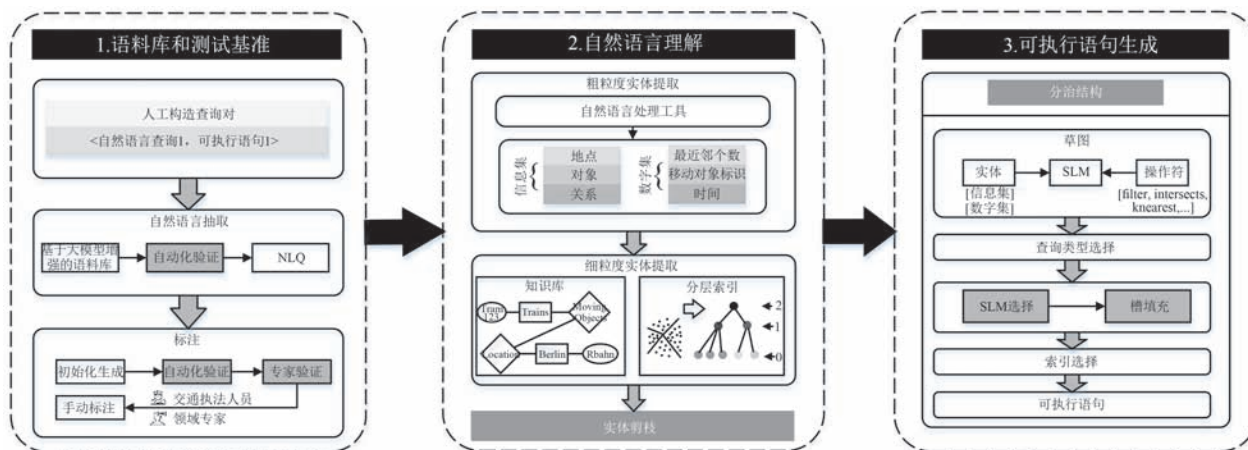 1.语料库和测试基准
人工构造查询对
<自然语言查询1，可执行语句1>
自然语言抽取
基于大模型增
强的语料库
自动化验证
NLQ
标注
初始化生成
自动化验证
专家验证
手动标注
交通执法人员
领域专家
2.自然语言理解
粗粒度实体提取
自然语言处理工具
信息集
地点
对象
关系
数字集
最近邻个数
移动对象标识
时间
细粒度实体提取
知识库
Tram
123
Trains
Moving
Objects
Location
Berlin
Rbahn
分层索引
2
1
0
实体剪枝
3.可执行语句生成
分治结构
草图
实体
SLM
操作符
[信息集]
[数字集]
[filter, intersects,
knearest,...]
查询类型选择
SLM选择
槽填充
索引选择
可执行语句